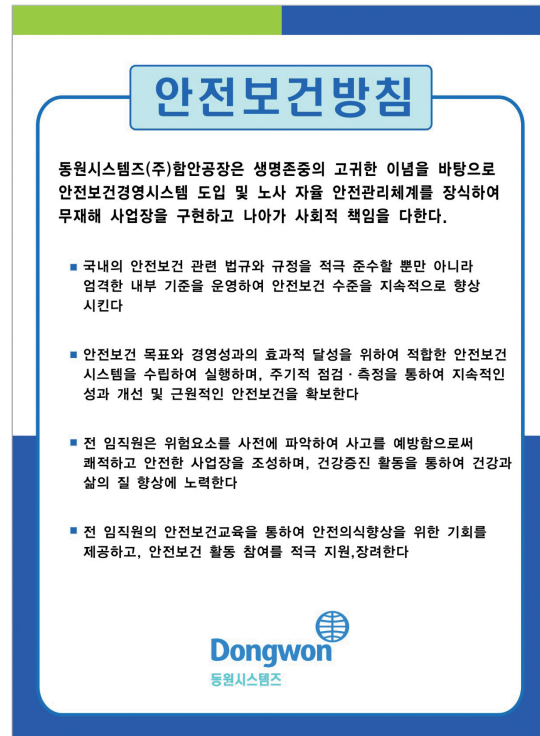 안전보건방침
동원시스템즈(주)함안공장은 생명존중의 고귀한 이념을 바탕으로
안전보건경영시스템 도입 및 노사 자율 안전관리체계를 장식하여
무재해 사업장을 구현하고 나아가 사회적 책임을 다한다.
■ 국내의 안전보건 관련 법규와 규정을 적극 준수할 뿐만 아니라
엄격한 내부 기준을 운영하여 안전보건 수준을 지속적으로 향상
시킨다
■ 안전보건 목표와 경영성과의 효과적 달성을 위하여 적합한 안전보건
시스템을 수립하여 실행하며, 주기적 점검 · 측정을 통하여 지속적인
성과 개선 및 근원적인 안전보건을 확보한다
■ 전 임직원은 위험요소를 사전에 파악하여 사고를 예방함으로써
쾌적하고 안전한 사업장을 조성하며, 건강증진 활동을 통하여 건강과
삶의 질 향상에 노력한다
■ 전 임직원의 안전보건교육을 통하여 안전의식향상을 위한 기회를
제공하고, 안전보건 활동 참여를 적극 지원,장려한다
Dongwon
동원시스템즈